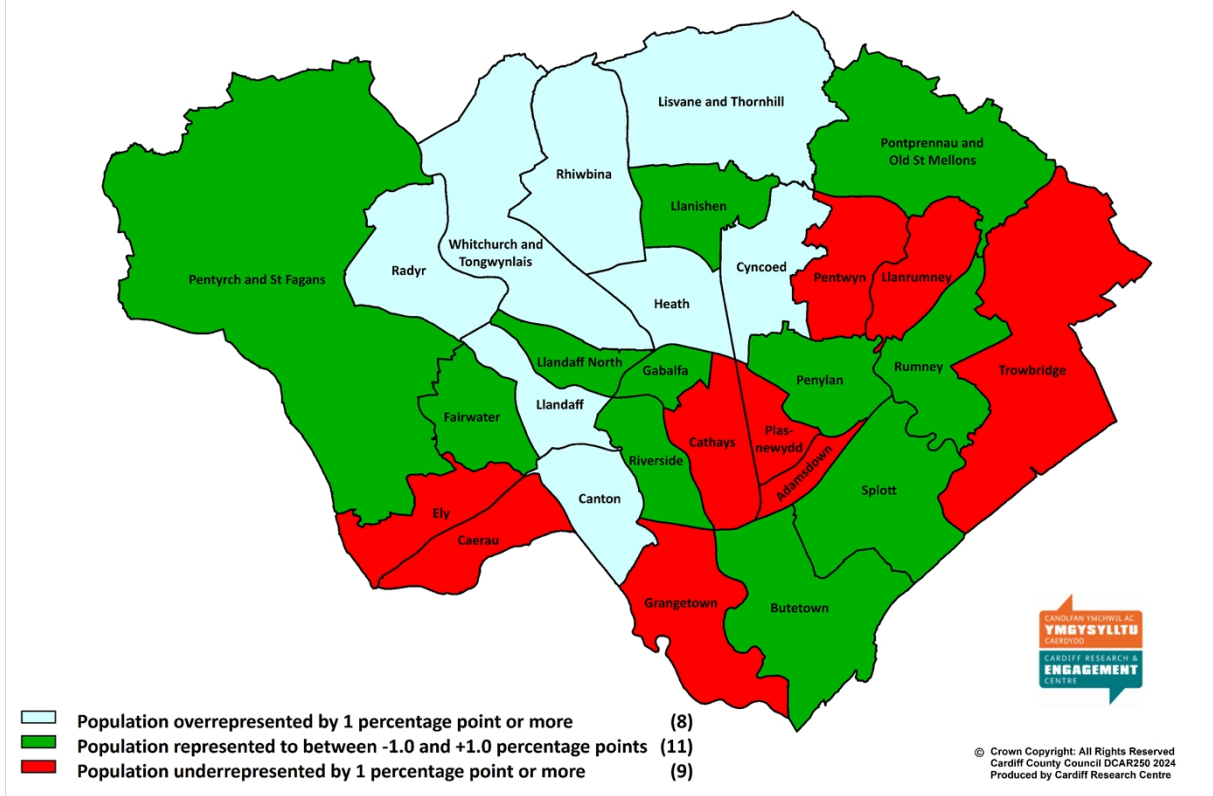 Lisvane and Thornhill
Pontprennau and
Old St Mellons
Rhiwbina
Llanishen
Whitchurch and
Tongwynlais
Radyr
Pentyrch and St Fagans
Cyncoed
Pentwyn
Llanrumney
Heath
Llandaff North
Gabalfa
Penylan
Rumney
Trowbridge
Llandaff
Fairwater
Plas-
newydd
Cathays
Riverside
Adamsdown
Splott
Canton
Ely
Caerau
Grangetown
Butetown
CANOLFAN YMCHWIL AC
YMGYSYLLTU
CAERDYDD
CARDIFF RESEARCH &
ENGAGEMENT
CENTRE
Population overrepresented by 1 percentage point or more (8)
Population represented to between -1.0 and +1.0 percentage points (11)
Population underrepresented by 1 percentage point or more (9)
© Crown Copyright: All Rights Reserved
Cardiff County Council DCAR250 2024
Produced by Cardiff Research Centre